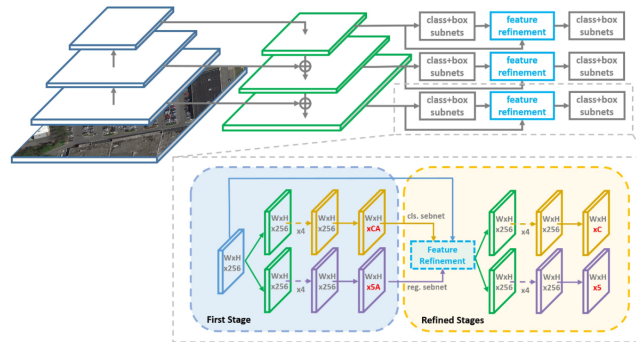 class+box subnets
feature refinement
class+box subnets
class+box subnets
feature refinement
class+box subnets
class+box subnets
feature refinement
class+box subnets
WxH x256
WxH x256
x4
WxH x256
WxH xCA
cls. sebnet
WxH x256
x4
WxH x256
WxH x5A
reg. sebnet
Feature Refinement
WxH x256
x4
WxH x256
WxH xC
WxH x256
x4
WxH x256
WxH x5
First Stage
Refined Stages